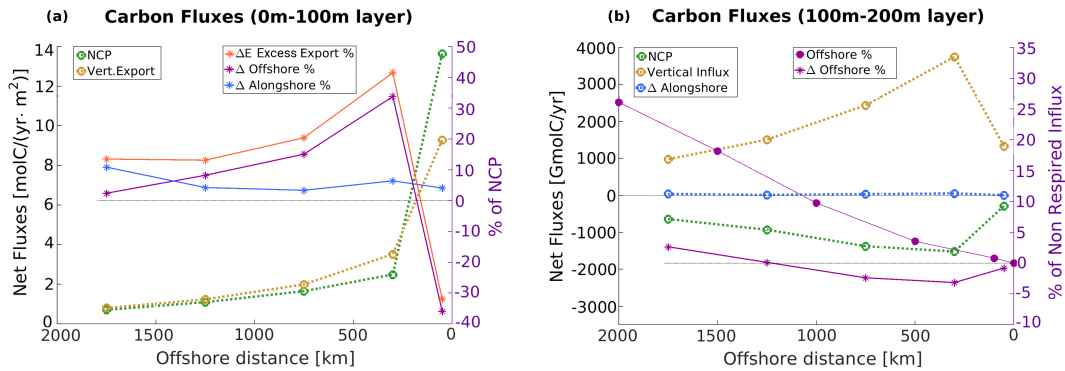 (a) Carbon Fluxes (0m-100m layer)
NCP
Vert.Export
ΔE Excess Export %
Δ Offshore %
Δ Alongshore %
Net Fluxes [molC/(yr· m²)]
14
12
10
8
6
4
2
0
50
40
30
20
10
0
-10
-20
-30
-40
% of NCP
2000 1500 1000 500 0
Offshore distance [km]
(b) Carbon Fluxes (100m-200m layer)
NCP
Vertical Influx
Δ Alongshore
Offshore %
Δ Offshore %
Net Fluxes [GmolC/yr]
4000
3000
2000
1000
0
-1000
-2000
-3000
35
30
25
20
15
10
5
0
-5
-10
% of Non Respired Influx
2000 1500 1000 500 0
Offshore distance [km]